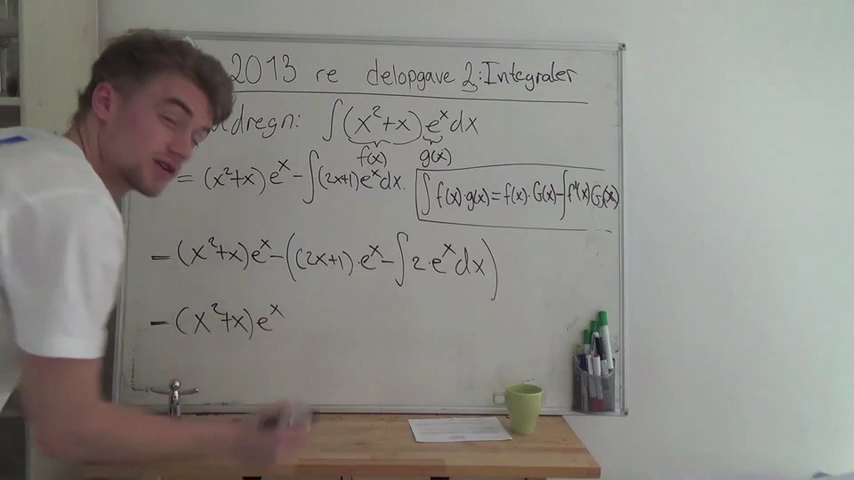 2013 re delopgave 2: Integraler
dregn: ∫(x²+x)eˣdx
f(x) g(x)
= (x²+x)eˣ - ∫(2x+1)eˣdx.
∫f(x)·g(x) = f(x)·G(x) - ∫f'(x)G(x)
= (x²+x)eˣ - ((2x+1)·eˣ - ∫2·eˣdx)
= (x²+x)eˣ